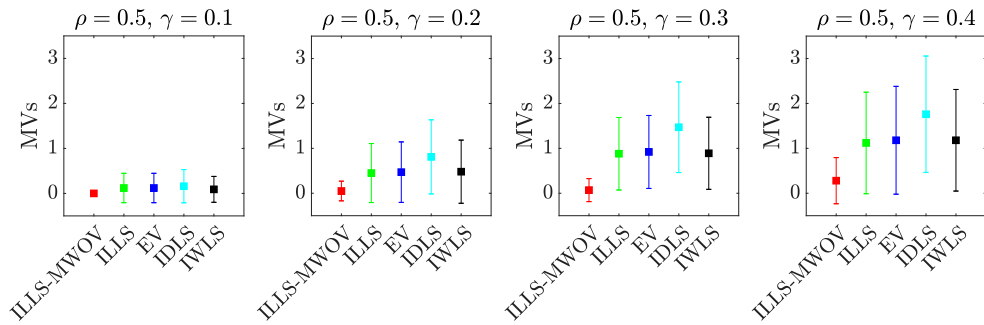 ρ = 0.5, γ = 0.1
MVs
3
2
1
0
ILLS-MWOV
ILLS
EV
IDLS
IWLS
ρ = 0.5, γ = 0.2
MVs
3
2
1
0
ILLS-MWOV
ILLS
EV
IDLS
IWLS
ρ = 0.5, γ = 0.3
MVs
3
2
1
0
ILLS-MWOV
ILLS
EV
IDLS
IWLS
ρ = 0.5, γ = 0.4
MVs
3
2
1
0
ILLS-MWOV
ILLS
EV
IDLS
IWLS